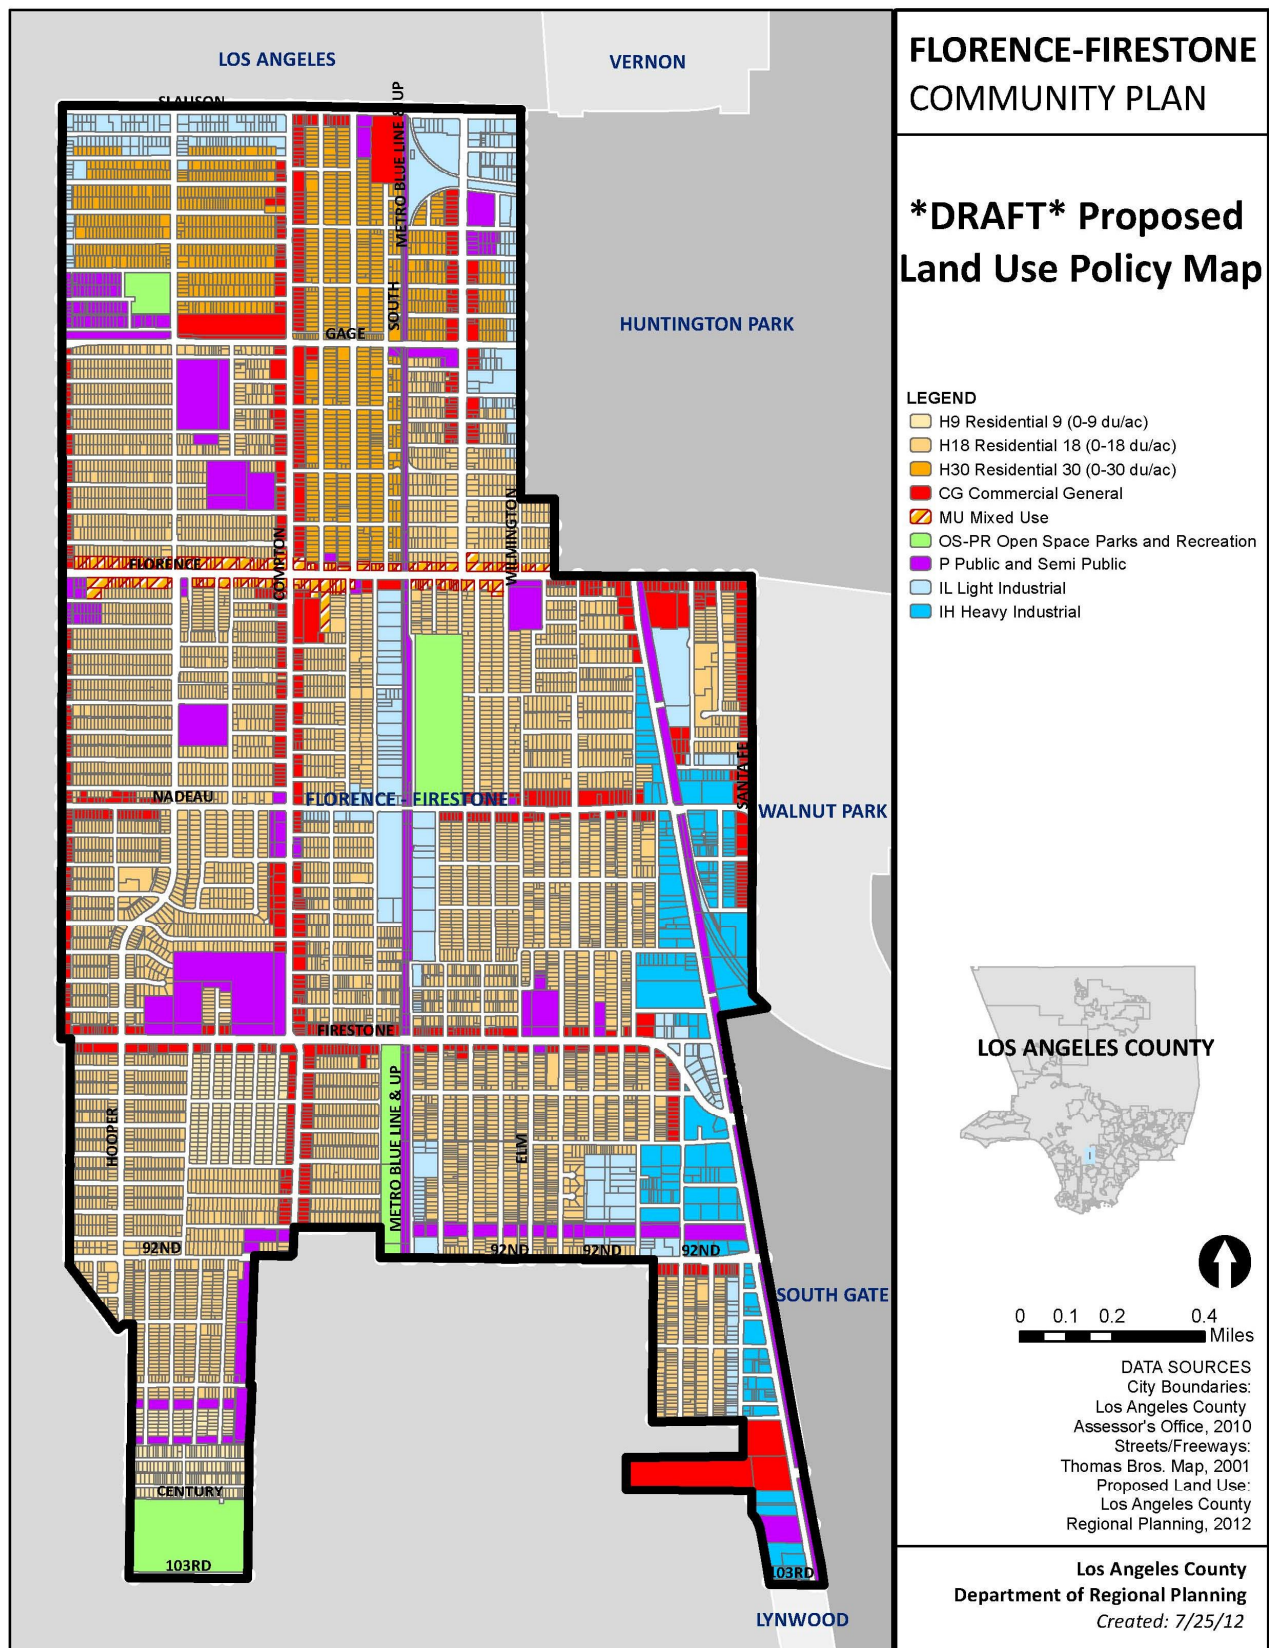 FLORENCE-FIRESTONE
COMMUNITY PLAN
*DRAFT* Proposed
Land Use Policy Map
LEGEND
H9 Residential 9 (0-9 du/ac)
H18 Residential 18 (0-18 du/ac)
H30 Residential 30 (0-30 du/ac)
CG Commercial General
MU Mixed Use
OS-PR Open Space Parks and Recreation
P Public and Semi Public
IL Light Industrial
IH Heavy Industrial
LOS ANGELES COUNTY
0 0.1 0.2 0.4
Miles
DATA SOURCES
City Boundaries:
Los Angeles County
Assessor's Office, 2010
Streets/Freeways:
Thomas Bros. Map, 2001
Proposed Land Use:
Los Angeles County
Regional Planning, 2012
Los Angeles County
Department of Regional Planning
Created: 7/25/12
LOS ANGELES
VERNON
SLAUSON
METRO BLUE LINE & UP
SOUTH
GAGE
HUNTINGTON PARK
WILMINGTON
COMPTON
FLORENCE
SANTA FE
NADEAU
FLORENCE - FIRESTONE
WALNUT PARK
FIRESTONE
HOOPER
METRO BLUE LINE & UP
ELM
92ND
92ND
92ND
92ND
SOUTH GATE
CENTURY
103RD
103RD
LYNWOOD